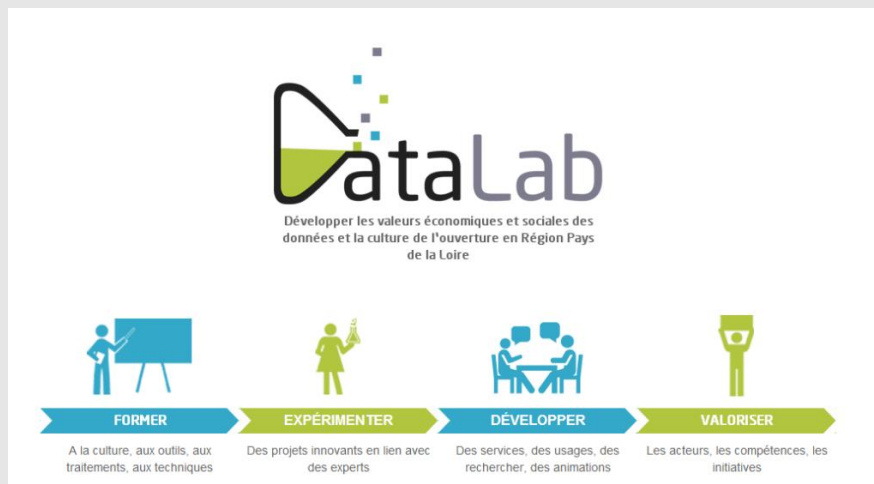 DataLab
Développer les valeurs économiques et sociales des
données et la culture de l'ouverture en Région Pays
de la Loire
FORMER
A la culture, aux outils, aux
traitements, aux techniques
EXPÉRIMENTER
Des projets innovants en lien avec
des experts
DÉVELOPPER
Des services, des usages, des
rechercher, des animations
VALORISER
Les acteurs, les compétences, les
initiatives